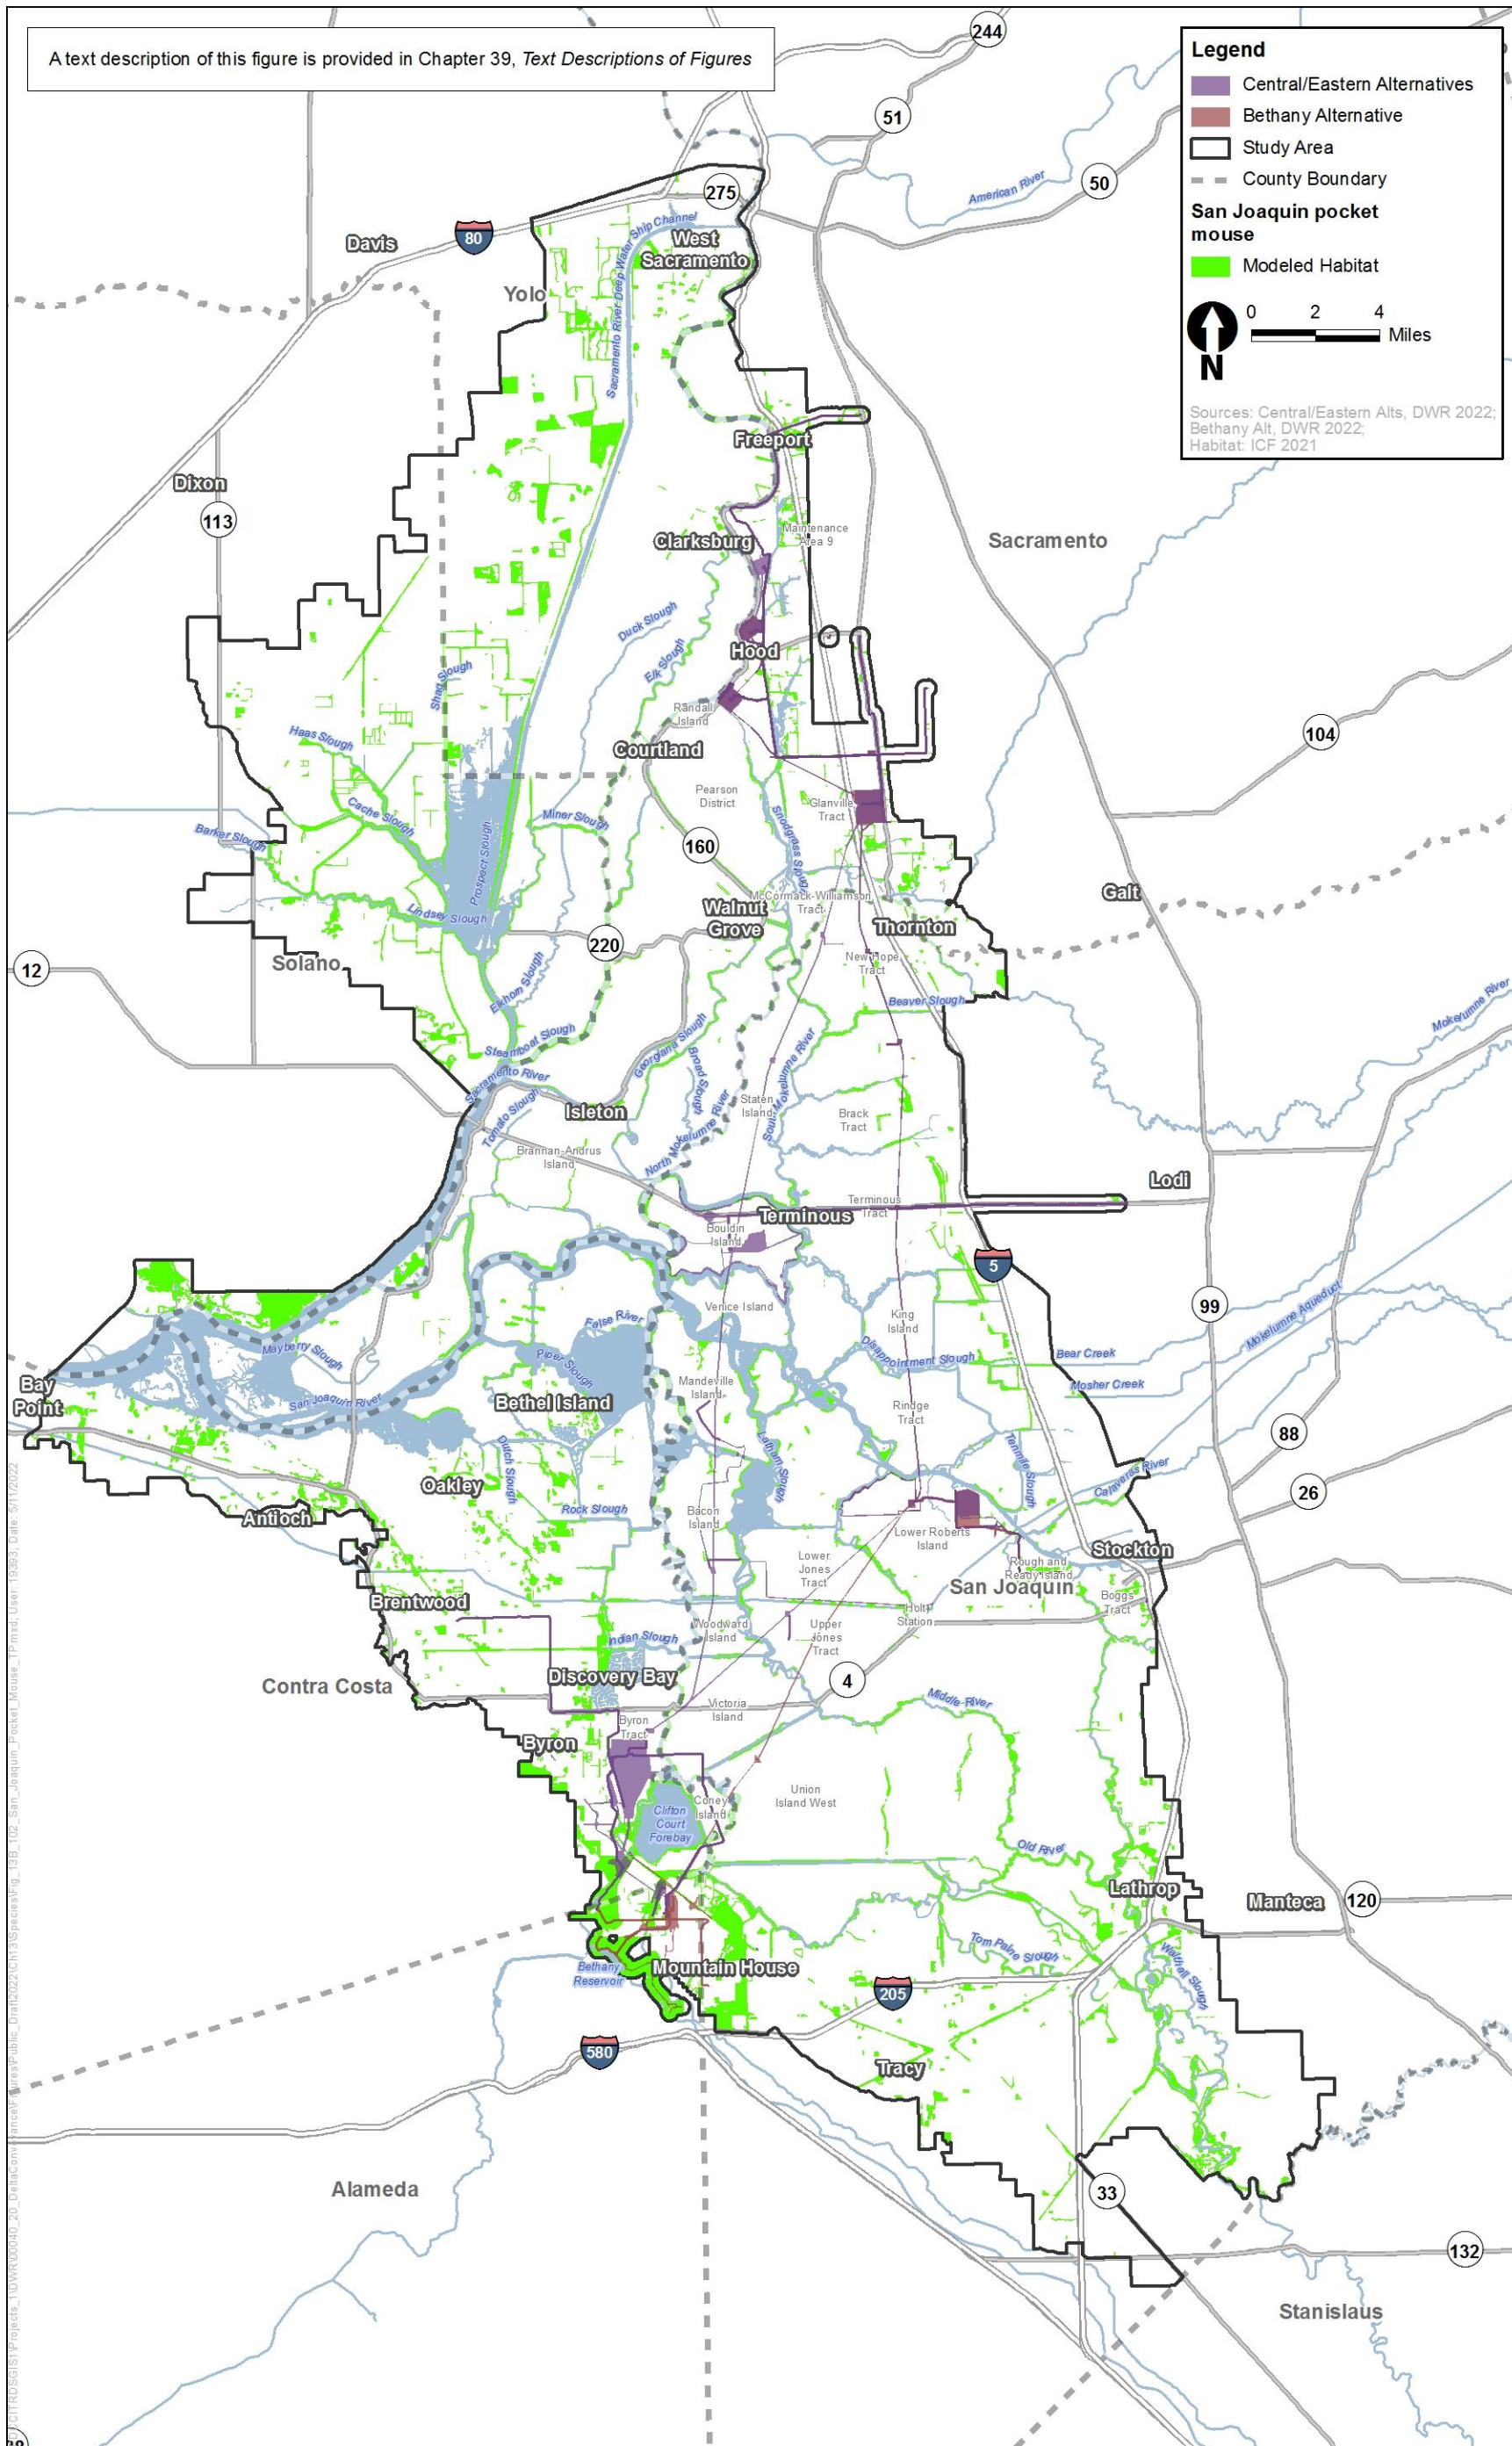 A text description of this figure is provided in Chapter 39, Text Descriptions of Figures
Legend
Central/Eastern Alternatives
Bethany Alternative
Study Area
County Boundary
San Joaquin pocket
mouse
Modeled Habitat
0 2 4
Miles
N
Sources: Central/Eastern Alts, DWR 2022;
Bethany Alt, DWR 2022;
Habitat: ICF 2021
244
51
50
American River
275
80
Davis
West
Sacramento
Yolo
Sacramento River Deep Water Ship Channel
Freeport
Dixon
113
Clarksburg
Maintenance
Area 9
Sacramento
Duck Slough
Elk Slough
Hood
Shag Slough
Randall
Island
Haas Slough
Courtland
104
Pearson
District
Glanville
Tract
Cache Slough
Miner Slough
Snodgrass Slough
Barker Slough
Prospect Slough
160
Galt
McCormack-Williamson
Tract
Lindsey Slough
Walnut
Grove
Thornton
220
12
Solano
New Hope
Tract
Elkhorn Slough
Beaver Slough
Mokelumne River
Steamboat Slough
Georgiana Slough
Sacramento River
Broad Slough
South Mokelumne River
Tomato Slough
Isleton
Staten
Island
Brack
Tract
North Mokelumne River
Brannan-Andrus
Island
Lodi
Terminous
Terminous
Tract
Bouldin
Island
5
99
Mokelumne Aqueduct
Venice Island
False River
King
Island
Mayberry Slough
Piper Slough
Disappointment Slough
Bear Creek
Bay
Point
Mosher Creek
San Joaquin River
Bethel Island
Mandeville
Island
Rindge
Tract
88
Dutch Slough
Latham Slough
Tenmile Slough
Calaveras River
Oakley
26
Rock Slough
Bacon
Island
Antioch
Lower Roberts
Island
Stockton
Lower
Jones
Tract
Rough and
Ready Island
San Joaquin
Brentwood
Boggs
Tract
Holt
Station
Woodward
Island
Upper
Jones
Tract
Indian Slough
Discovery Bay
4
Contra Costa
Middle River
Victoria
Island
Byron
Tract
Byron
Union
Island West
Coney
Island
Clifton
Court
Forebay
Old River
Lathrop
Manteca
120
Tom Paine Slough
Bethany
Reservoir
Mountain House
Walthall Slough
205
580
Tracy
Alameda
33
132
Stanislaus